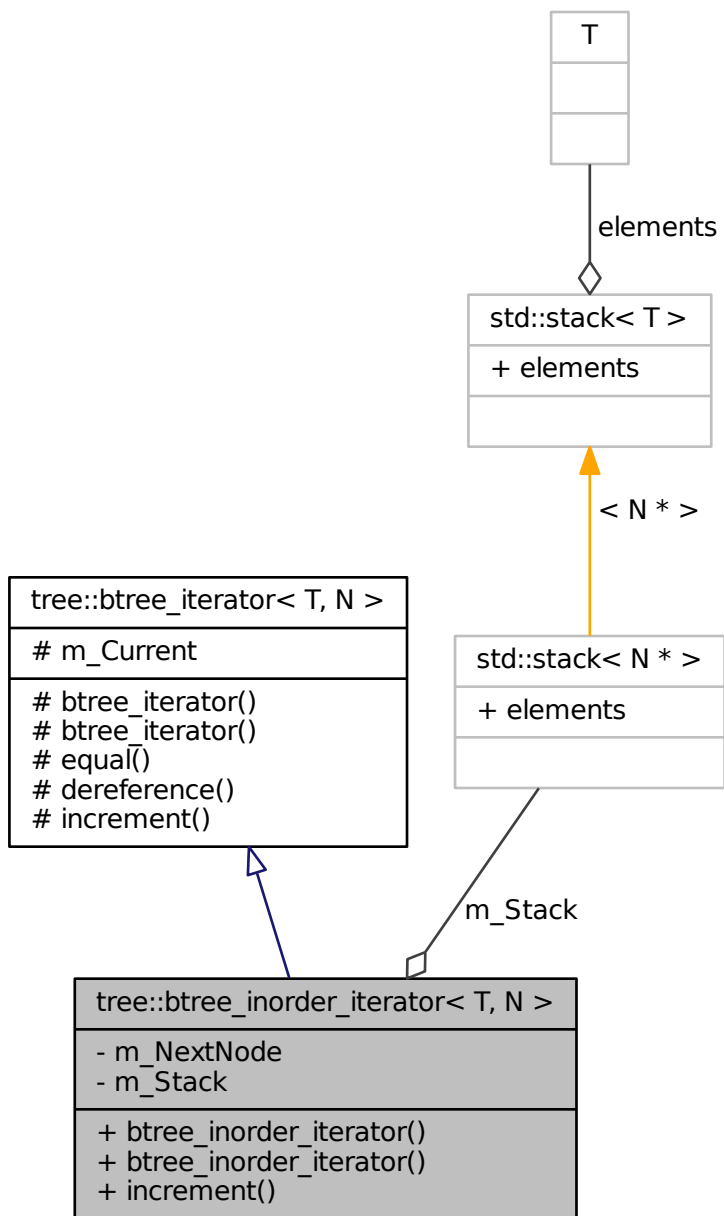 T
elements
std::stack< T >
+ elements
< N * >
tree::btree_iterator< T, N >
# m_Current
# btree_iterator()
# btree_iterator()
# equal()
# dereference()
# increment()
std::stack< N * >
+ elements
m_Stack
tree::btree_inorder_iterator< T, N >
- m_NextNode
- m_Stack
+ btree_inorder_iterator()
+ btree_inorder_iterator()
+ increment()